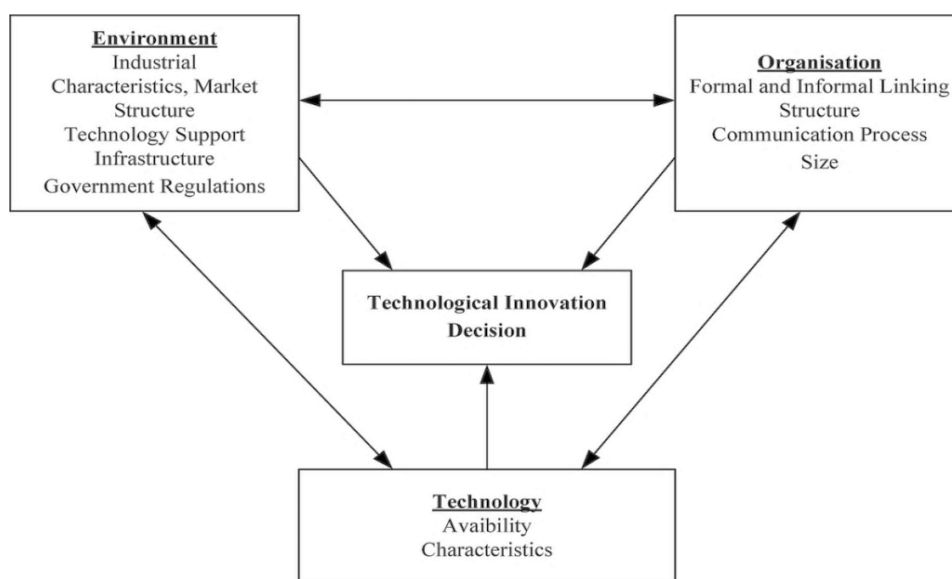 Environment
Industrial
Characteristics, Market
Structure
Technology Support
Infrastructure
Government Regulations
Organisation
Formal and Informal Linking
Structure
Communication Process
Size
Technological Innovation
Decision
Technology
Avaibility
Characteristics